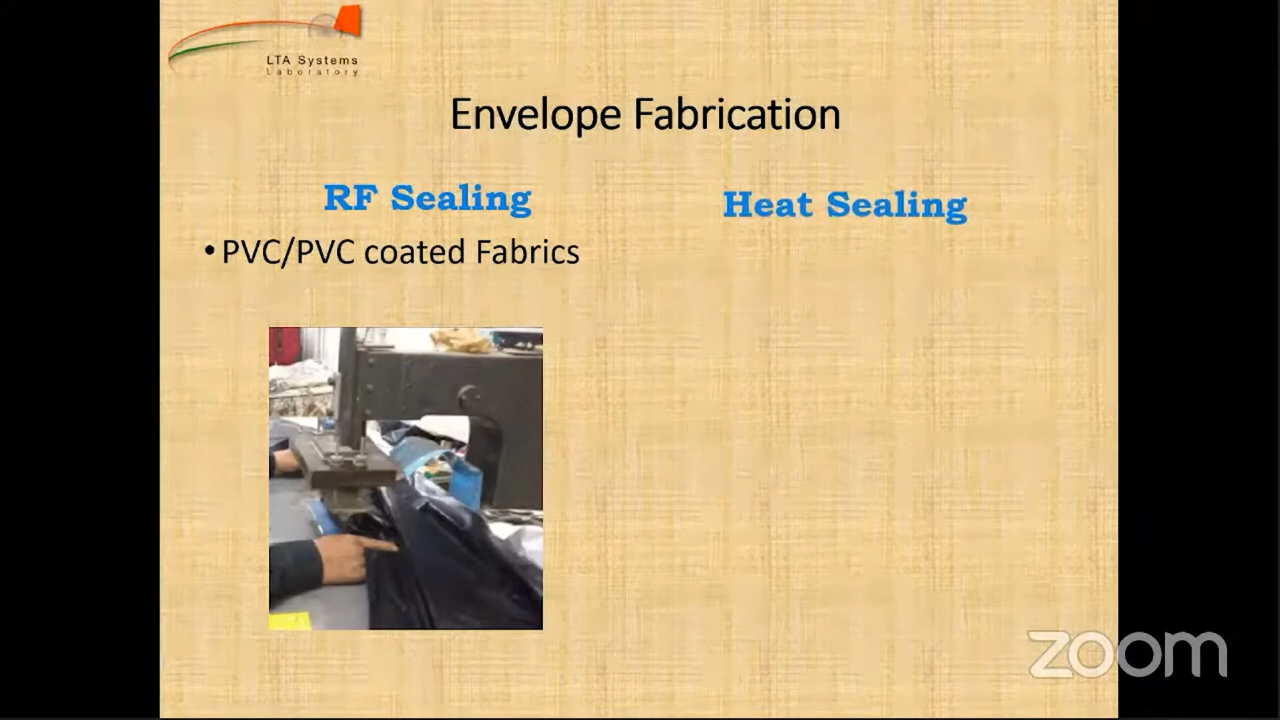 LTA Systems
Laboratory
Envelope Fabrication
RF Sealing
Heat Sealing
• PVC/PVC coated Fabrics
zoom